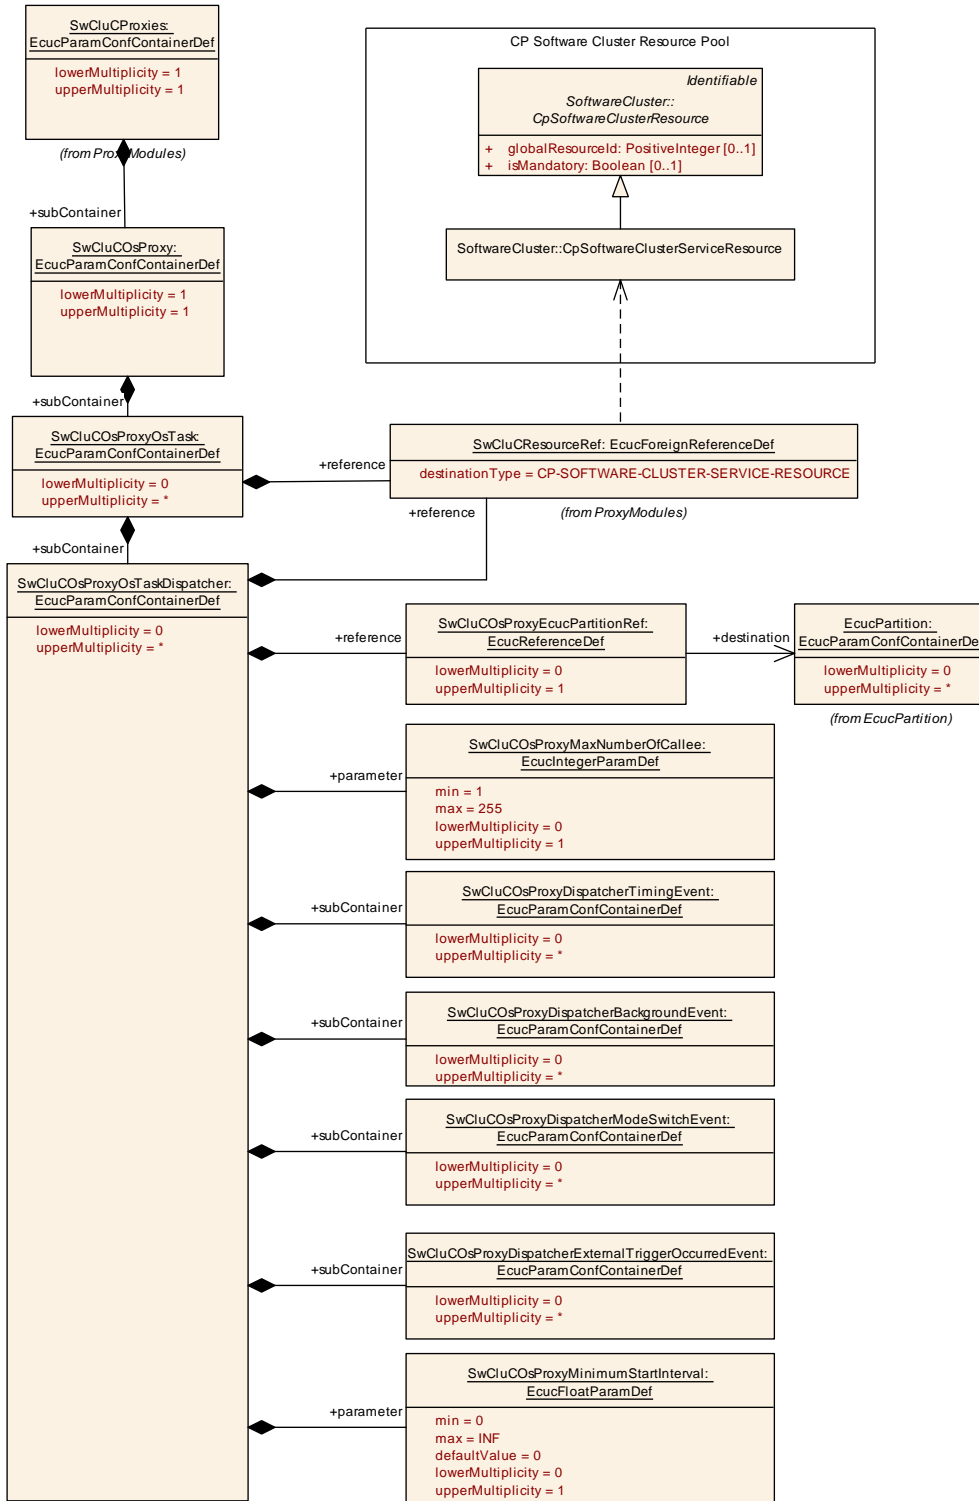 SwCluCProxies:
EcucParamConfContainerDef
lowerMultiplicity = 1
upperMultiplicity = 1
(from ProxyModules)
+subContainer
SwCluCOsProxy:
EcucParamConfContainerDef
lowerMultiplicity = 1
upperMultiplicity = 1
+subContainer
SwCluCOsProxyOsTask:
EcucParamConfContainerDef
lowerMultiplicity = 0
upperMultiplicity = *
+subContainer
SwCluCOsProxyOsTaskDispatcher:
EcucParamConfContainerDef
lowerMultiplicity = 0
upperMultiplicity = *
CP Software Cluster Resource Pool
Identifiable
SoftwareCluster::
CpSoftwareClusterResource
+ globalResourceId: PositiveInteger [0..1]
+ isMandatory: Boolean [0..1]
SoftwareCluster::CpSoftwareClusterServiceResource
+reference
SwCluCResourceRef: EcucForeignReferenceDef
destinationType = CP-SOFTWARE-CLUSTER-SERVICE-RESOURCE
+reference
(from ProxyModules)
+reference
SwCluCOsProxyEcucPartitionRef:
EcucReferenceDef
lowerMultiplicity = 0
upperMultiplicity = 1
+destination
EcucPartition:
EcucParamConfContainerDef
lowerMultiplicity = 0
upperMultiplicity = *
(from EcucPartition)
+parameter
SwCluCOsProxyMaxNumberOfCallee:
EcucIntegerParamDef
min = 1
max = 255
lowerMultiplicity = 0
upperMultiplicity = 1
+subContainer
SwCluCOsProxyDispatcherTimingEvent:
EcucParamConfContainerDef
lowerMultiplicity = 0
upperMultiplicity = *
+subContainer
SwCluCOsProxyDispatcherBackgroundEvent:
EcucParamConfContainerDef
lowerMultiplicity = 0
upperMultiplicity = *
+subContainer
SwCluCOsProxyDispatcherModeSwitchEvent:
EcucParamConfContainerDef
lowerMultiplicity = 0
upperMultiplicity = *
+subContainer
SwCluCOsProxyDispatcherExternalTriggerOccurredEvent:
EcucParamConfContainerDef
lowerMultiplicity = 0
upperMultiplicity = *
+parameter
SwCluCOsProxyMinimumStartInterval:
EcucFloatParamDef
min = 0
max = INF
defaultValue = 0
lowerMultiplicity = 0
upperMultiplicity = 1